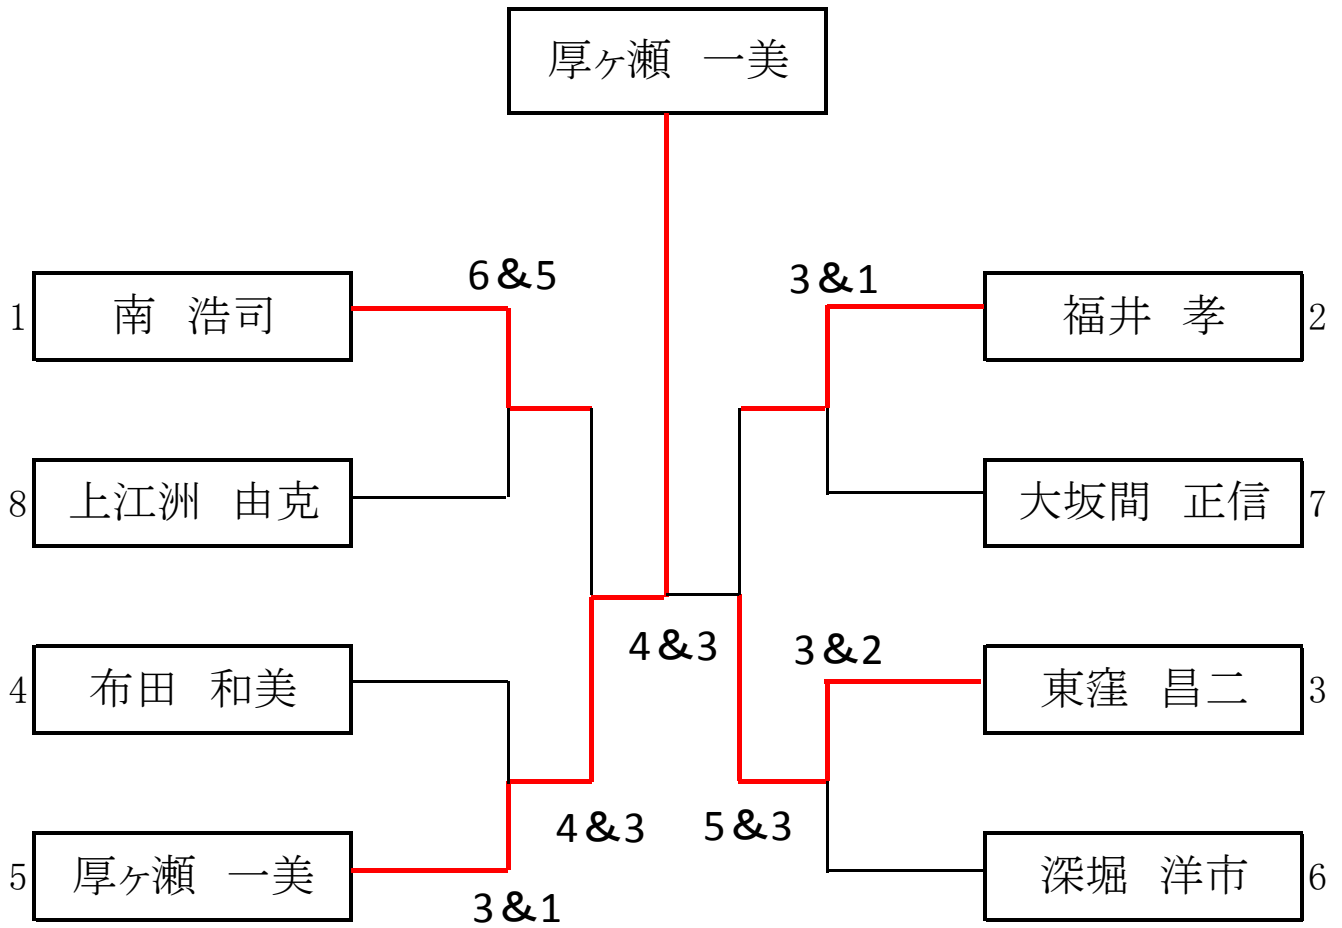 厚ヶ瀬 一美
6&5
3&1
1
南 浩司
福井 孝
2
8
上江洲 由克
大坂間 正信
7
4&3
3&2
4
布田 和美
東窪 昌二
3
4&3
5&3
5
厚ヶ瀬 一美
深堀 洋市
6
3&1